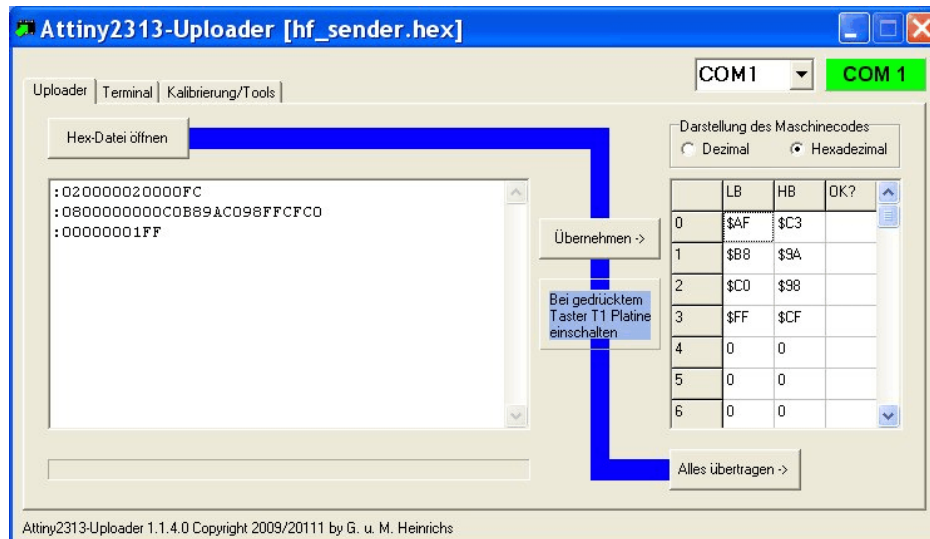 Attiny2313-Uploader [hf_sender.hex]
COM1
COM 1
Uploader
Terminal
Kalibrierung/Tools
Hex-Datei öffnen
Darstellung des Maschinecodes
Dezimal
Hexadezimal
:020000020000FC
:0800000000C0B89AC098FFCFC0
:00000001FF
Übernehmen ->
Bei gedrücktem
Taster T1 Platine
einschalten
LB HB OK?
0 $AF $C3
1 $B8 $9A
2 $C0 $98
3 $FF $CF
4 0 0
5 0 0
6 0 0
Alles übertragen ->
Attiny2313-Uploader 1.1.4.0 Copyright 2009/20111 by G. u. M. Heinrichs